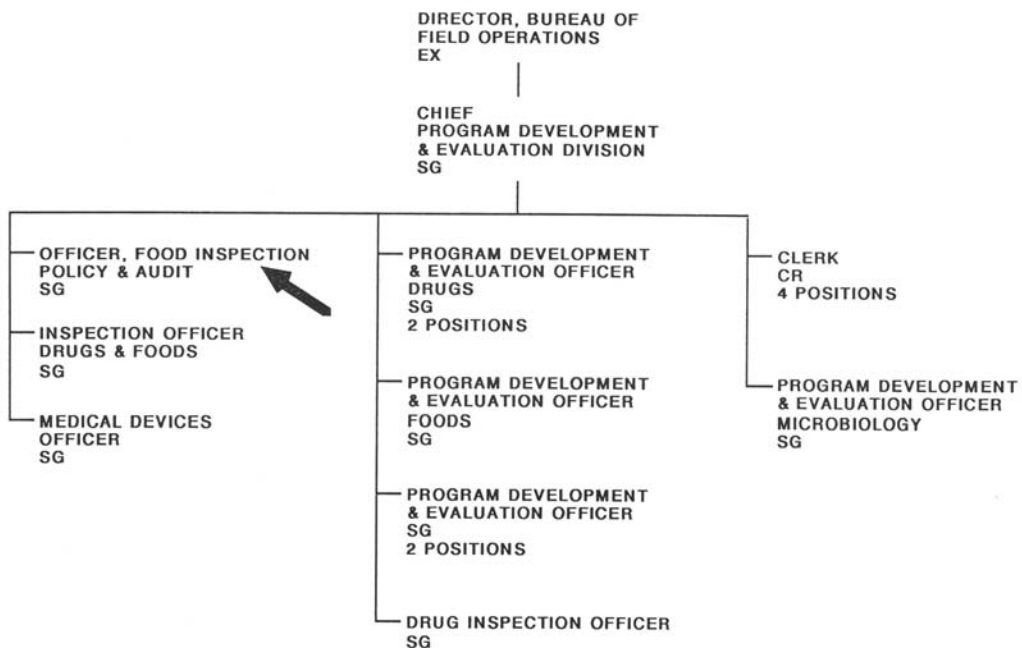 DIRECTOR, BUREAU OF
FIELD OPERATIONS
EX
CHIEF
PROGRAM DEVELOPMENT
& EVALUATION DIVISION
SG
OFFICER, FOOD INSPECTION
POLICY & AUDIT
SG
INSPECTION OFFICER
DRUGS & FOODS
SG
MEDICAL DEVICES
OFFICER
SG
PROGRAM DEVELOPMENT
& EVALUATION OFFICER
DRUGS
SG
2 POSITIONS
PROGRAM DEVELOPMENT
& EVALUATION OFFICER
FOODS
SG
PROGRAM DEVELOPMENT
& EVALUATION OFFICER
SG
2 POSITIONS
DRUG INSPECTION OFFICER
SG
CLERK
CR
4 POSITIONS
PROGRAM DEVELOPMENT
& EVALUATION OFFICER
MICROBIOLOGY
SG